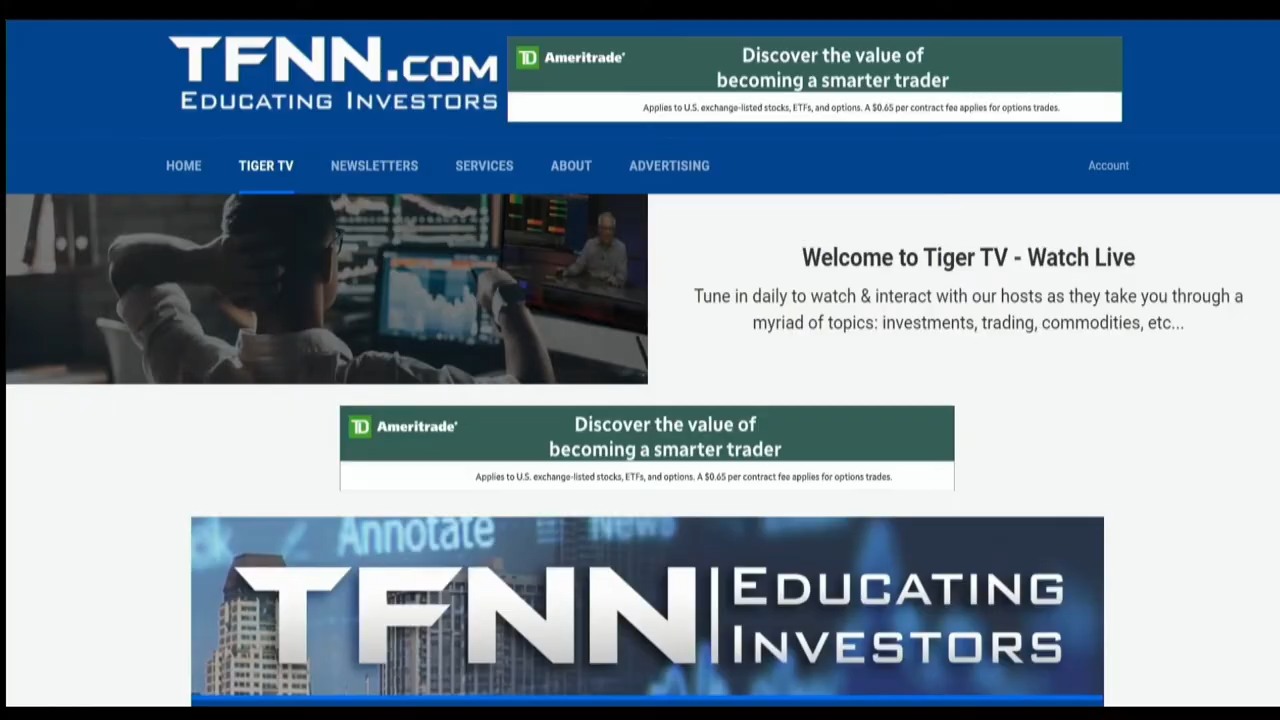 TFNN.COM
EDUCATING INVESTORS
TD Ameritrade
Discover the value of
becoming a smarter trader
Applies to U.S. exchange-listed stocks, ETFs, and options. A $0.65 per contract fee applies for options trades.
HOME TIGER TV NEWSLETTERS SERVICES ABOUT ADVERTISING Account
Welcome to Tiger TV - Watch Live
Tune in daily to watch & interact with our hosts as they take you through a
myriad of topics: investments, trading, commodities, etc...
TD Ameritrade
Discover the value of
becoming a smarter trader
Applies to U.S. exchange-listed stocks, ETFs, and options. A $0.65 per contract fee applies for options trades.
Annotate News
TFNN EDUCATING
INVESTORS